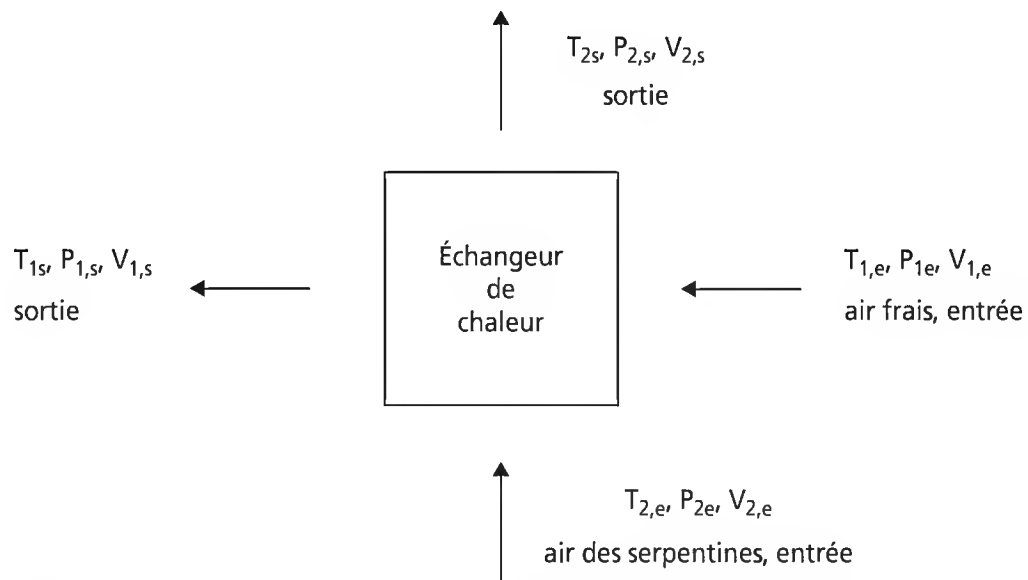 T2s, P2,s, V2,s
sortie
T1s, P1,s, V1,s
sortie
Échangeur
de
chaleur
T1,e, P1e, V1,e
air frais, entrée
T2,e, P2e, V2,e
air des serpentines, entrée